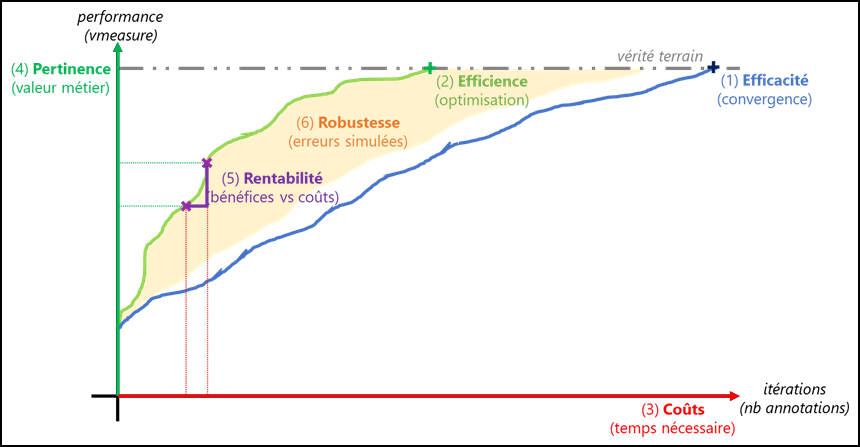 performance
(vmeasure)
vérité terrain
(4) Pertinence
(valeur métier)
(2) Efficience
(optimisation)
(1) Efficacité
(convergence)
(6) Robustesse
(erreurs simulées)
(5) Rentabilité
(bénéfices vs coûts)
itérations
(nb annotations)
(3) Coûts
(temps nécessaire)